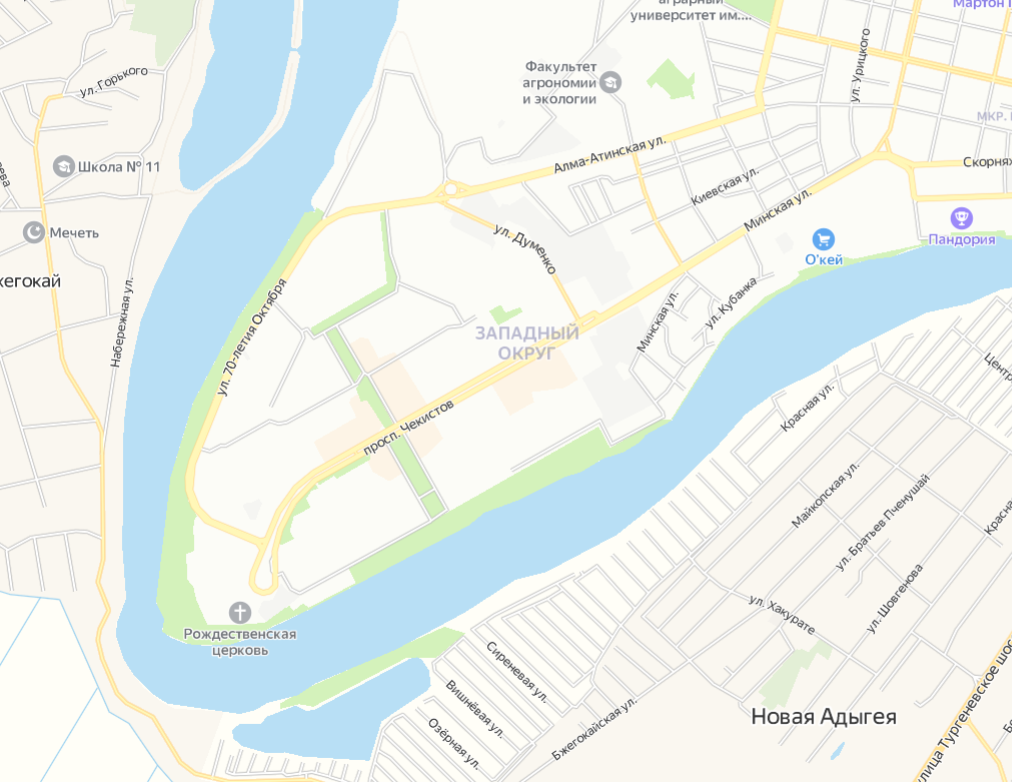 Мартон
аграрный
университет им....
Факультет
агрономии
и экологии
ул. Урицкого
ул. Горького
МКР.
Школа № 11
Алма-Атинская ул.
Скорня
Киевская ул.
Минская ул.
Мечеть
ул. Думенко
О'кей
Пандория
Набережная ул.
ул. 70-летия Октября
ул. Кубанка
Минская ул.
ЗАПАДНЫЙ
ОКРУГ
Центр
Красная ул.
просп. Чекистов
Майкопская ул.
ул. Братьев Пченушай
Красна
ул. Шовгенова
ул. Хакурате
Рождественская
церковь
Сиреневая ул.
Вишнёвая ул.
Озёрная ул.
Бжегокайская ул.
Новая Адыгея
улица Тургеневское шос